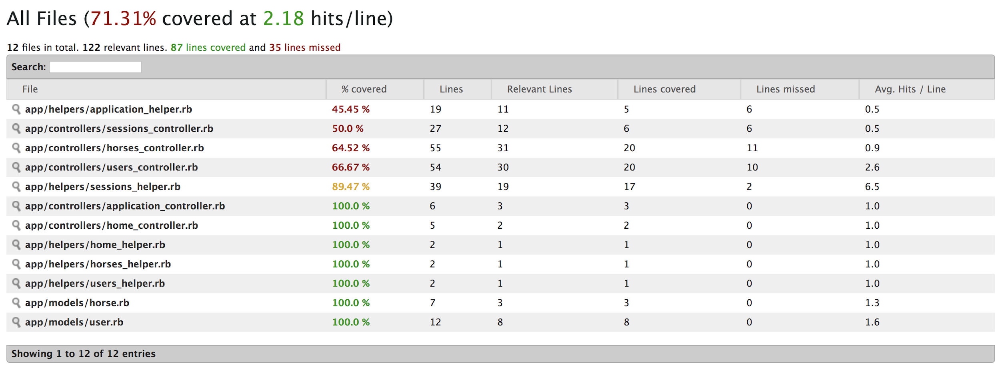 All Files (71.31% covered at 2.18 hits/line)
12 files in total. 122 relevant lines. 87 lines covered and 35 lines missed
Search:
File % covered Lines Relevant Lines Lines covered Lines missed Avg. Hits / Line
app/helpers/application_helper.rb 45.45 % 19 11 5 6 0.5
app/controllers/sessions_controller.rb 50.0 % 27 12 6 6 0.5
app/controllers/horses_controller.rb 64.52 % 55 31 20 11 0.9
app/controllers/users_controller.rb 66.67 % 54 30 20 10 2.6
app/helpers/sessions_helper.rb 89.47 % 39 19 17 2 6.5
app/controllers/application_controller.rb 100.0 % 6 3 3 0 1.0
app/controllers/home_controller.rb 100.0 % 5 2 2 0 1.0
app/helpers/home_helper.rb 100.0 % 2 1 1 0 1.0
app/helpers/horses_helper.rb 100.0 % 2 1 1 0 1.0
app/helpers/users_helper.rb 100.0 % 2 1 1 0 1.0
app/models/horse.rb 100.0 % 7 3 3 0 1.3
app/models/user.rb 100.0 % 12 8 8 0 1.6
Showing 1 to 12 of 12 entries